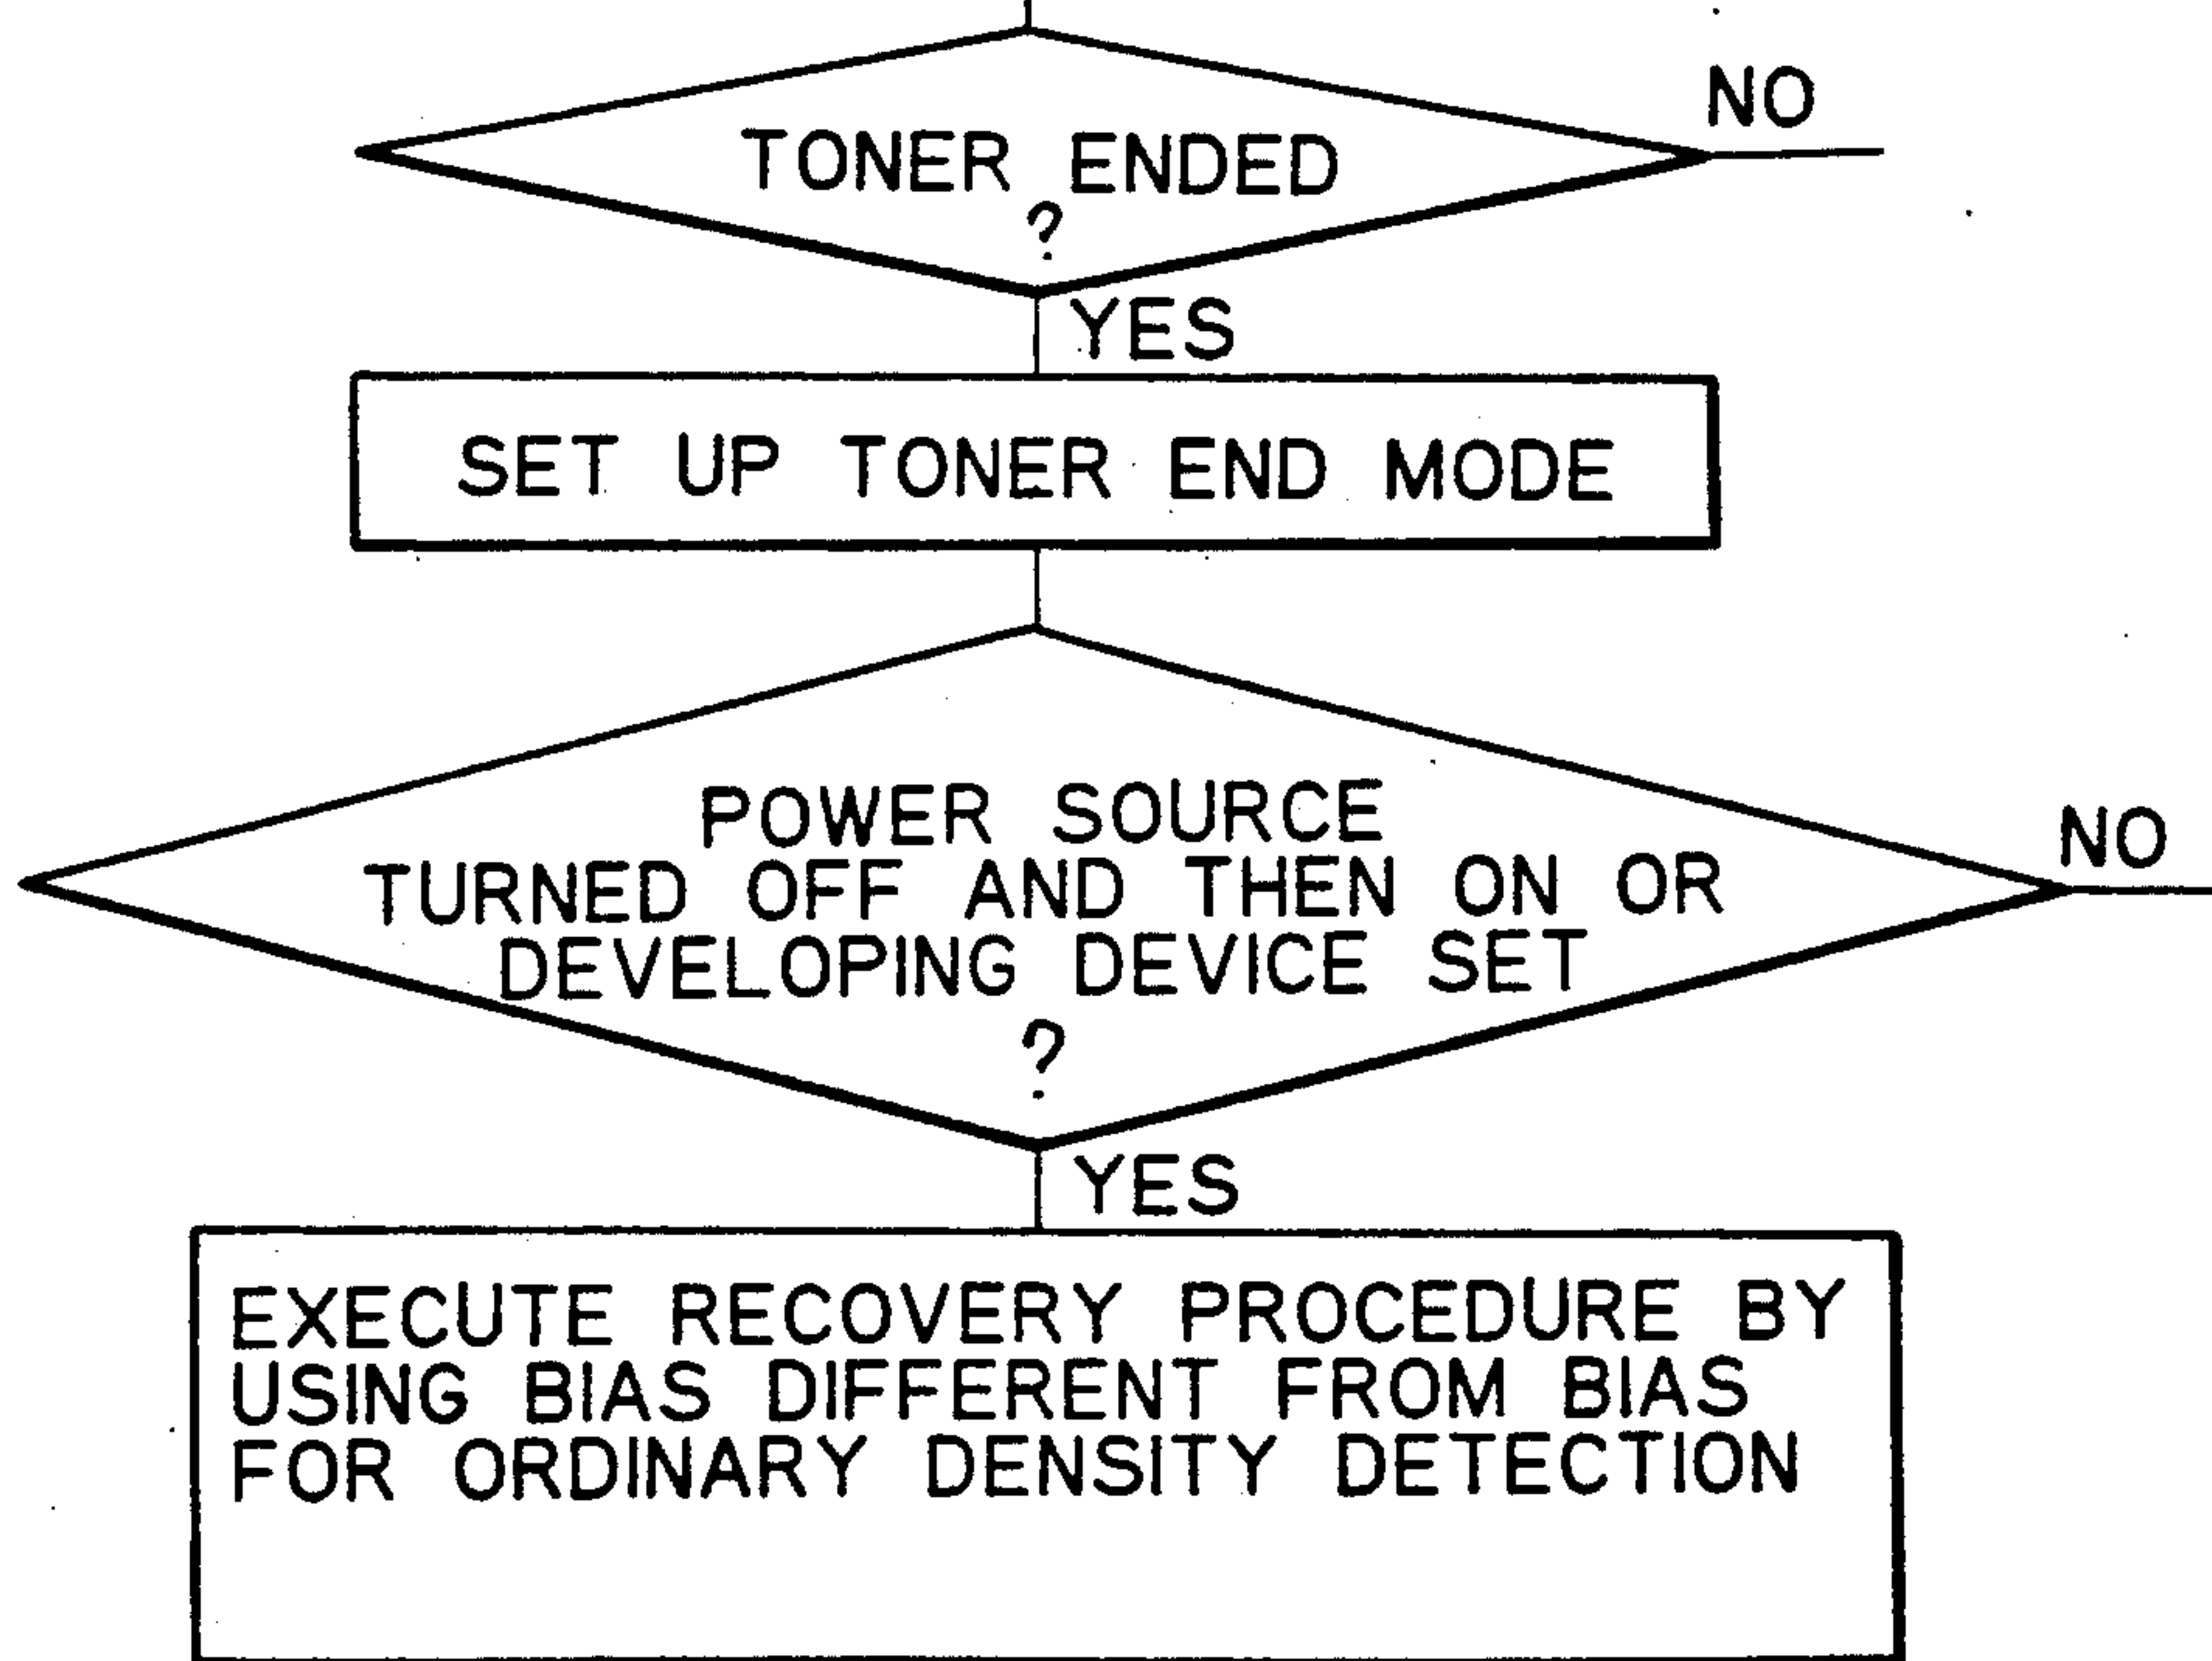 NO
TONER ENDED
?
YES
SET UP TONER END MODE
POWER SOURCE
TURNED OFF AND THEN ON OR
DEVELOPING DEVICE SET
?
NO
YES
EXECUTE RECOVERY PROCEDURE BY
USING BIAS DIFFERENT FROM BIAS
FOR ORDINARY DENSITY DETECTION